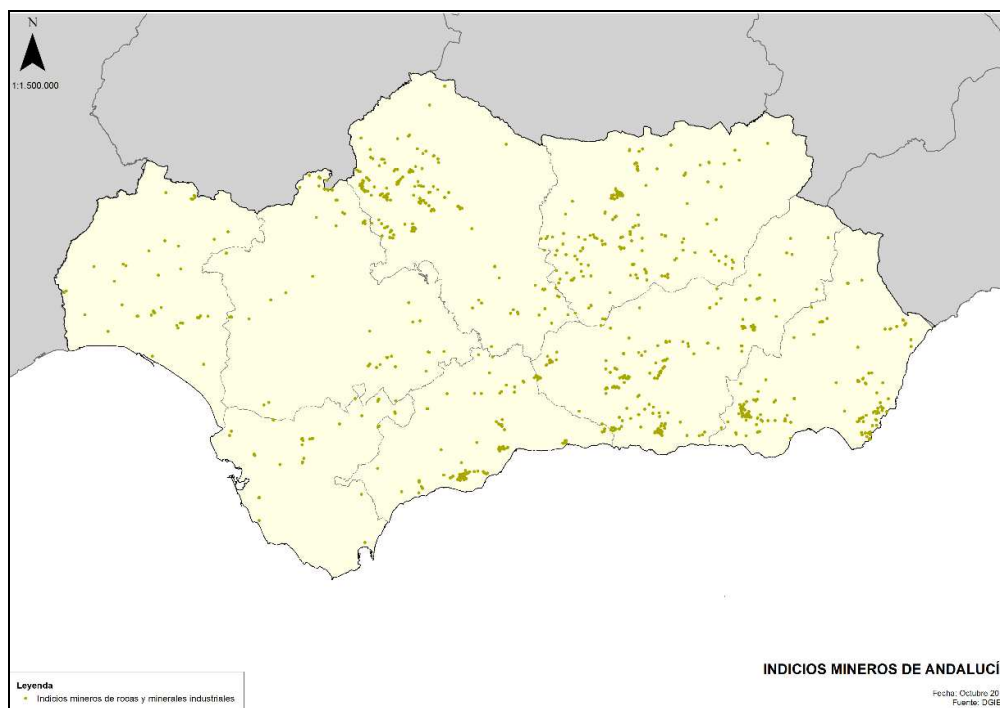 N
1:1.500.000
INDICIOS MINEROS DE ANDALUCÍ
Leyenda
Indicios mineros de rocas y minerales industriales
Fecha: Octubre 20
Fuente: DGIE